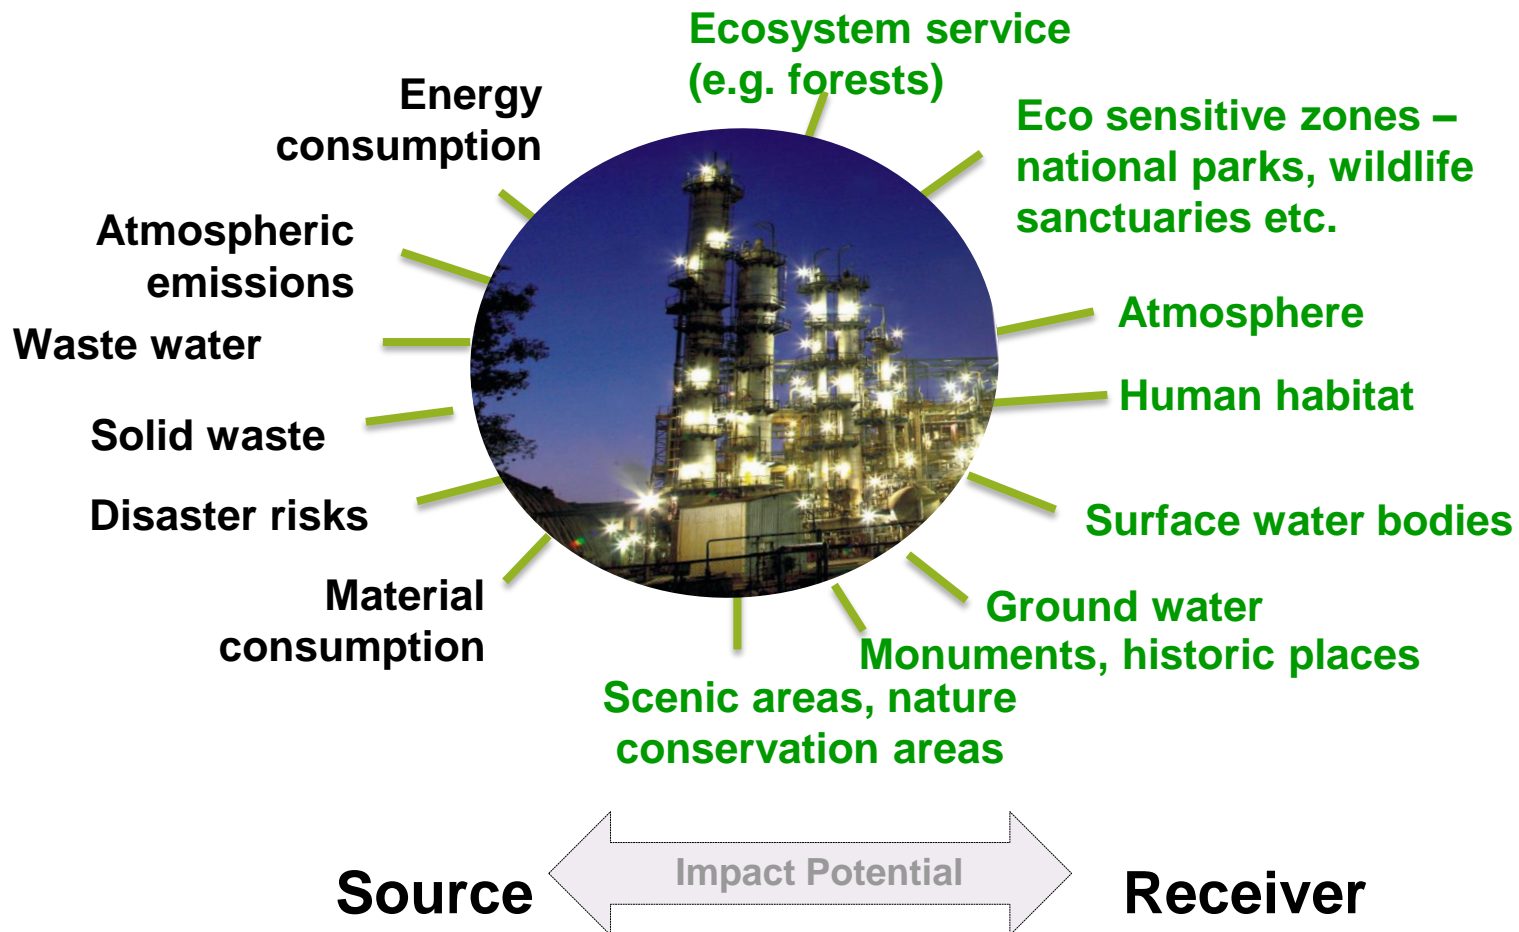 Ecosystem service
(e.g. forests)
Energy
consumption
Eco sensitive zones –
national parks, wildlife
sanctuaries etc.
Atmospheric
emissions
Atmosphere
Waste water
Human habitat
Solid waste
Disaster risks
Surface water bodies
Material
consumption
Ground water
Monuments, historic places
Scenic areas, nature
conservation areas
Source
Impact Potential
Receiver